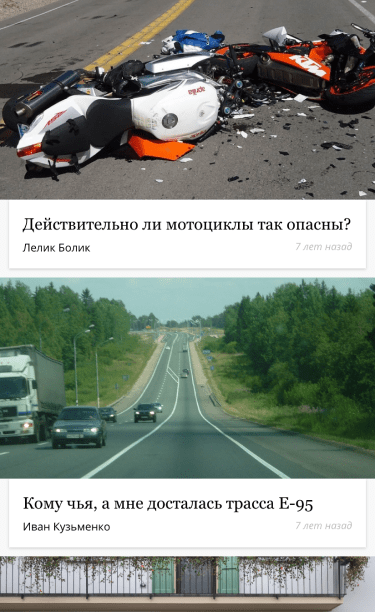 KTM
Действительно ли мотоциклы так опасны?
Лелик Болик
7 лет назад
Кому чья, а мне досталась трасса Е-95
Иван Кузьменко
7 лет назад